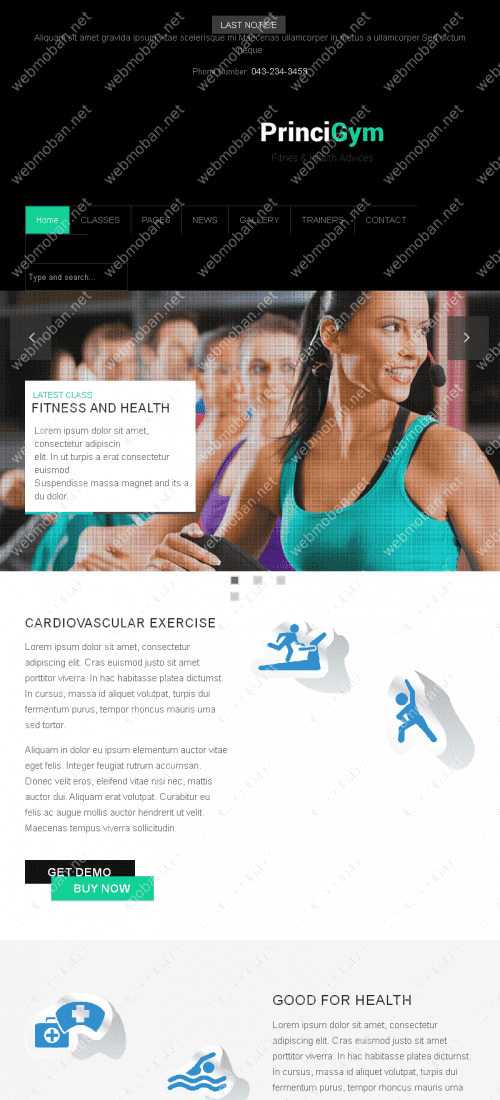 LAST NOTICE
Aliquam sit amet gravida ipsum vitae scelerisque mi.Maecenas ullamcorper in metus a ullamcorper.Sed dictum
neque
Phone number: 043-234-3453
PrinciGym
Fitnes & Health Advices
Home CLASSES PAGES NEWS GALLERY TRAINERS CONTACT
Type and search...
LATEST CLASS
FITNESS AND HEALTH
Lorem ipsum dolor sit amet,
consectetur adipiscin
elit. In ut turpis a erat consectetur
euismod.
Suspendisse massa magnet and its a
du dolor.
CARDIOVASCULAR EXERCISE
Lorem ipsum dolor sit amet, consectetur
adipiscing elit. Cras euismod justo sit amet
porttitor viverra. In hac habitasse platea dictumst.
In cursus, massa id aliquet volutpat, turpis dui
fermentum purus, tempor rhoncus mauris urna
sed tortor.
Aliquam in dolor eu ipsum elementum auctor vitae
eget felis. Integer feugiat rutrum accumsan.
Donec velit eros, eleifend vitae nisi nec, mattis
auctor dui. Aliquam erat volutpat. Curabitur eu
felis ac augue mollis auctor hendrerit ut velit.
Maecenas tempus viverra sollicitudin.
GET DEMO
BUY NOW
GOOD FOR HEALTH
Lorem ipsum dolor sit amet, consectetur
adipiscing elit. Cras euismod justo sit amet
porttitor viverra. In hac habitasse platea dictumst.
In cursus, massa id aliquet volutpat, turpis dui
fermentum purus, tempor rhoncus mauris urna
webmoban.net